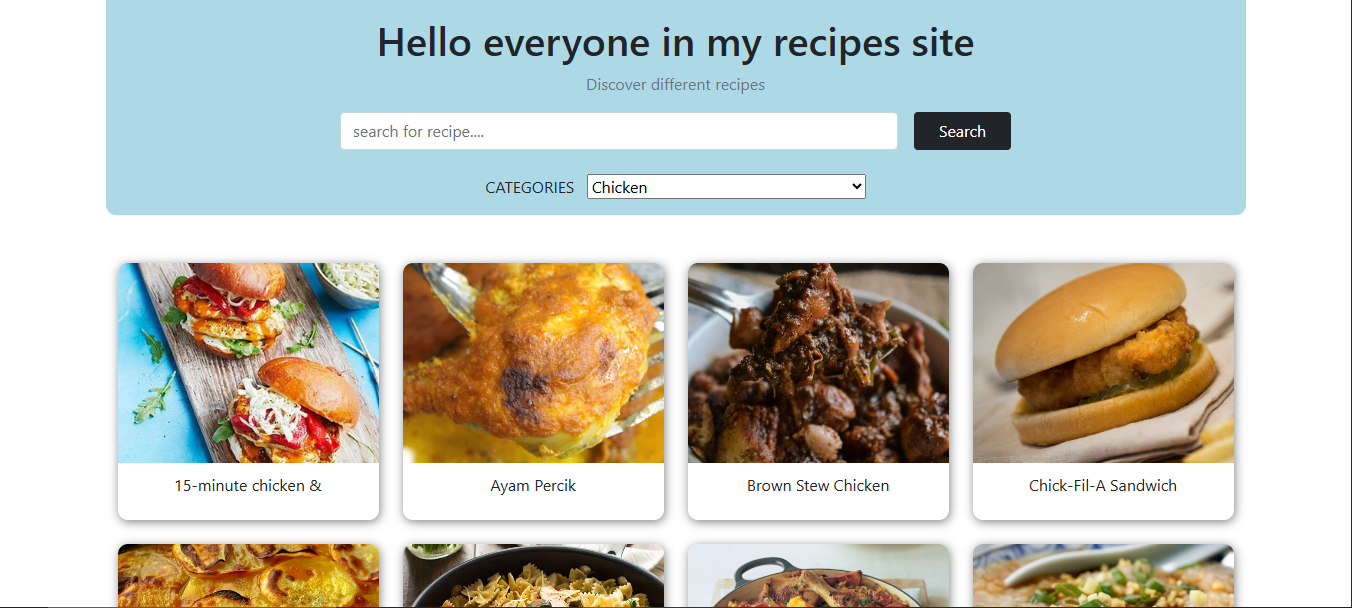 Hello everyone in my recipes site
Discover different recipes
search for recipe....
Search
CATEGORIES
Chicken
15-minute chicken &
Ayam Percik
Brown Stew Chicken
Chick-Fil-A Sandwich